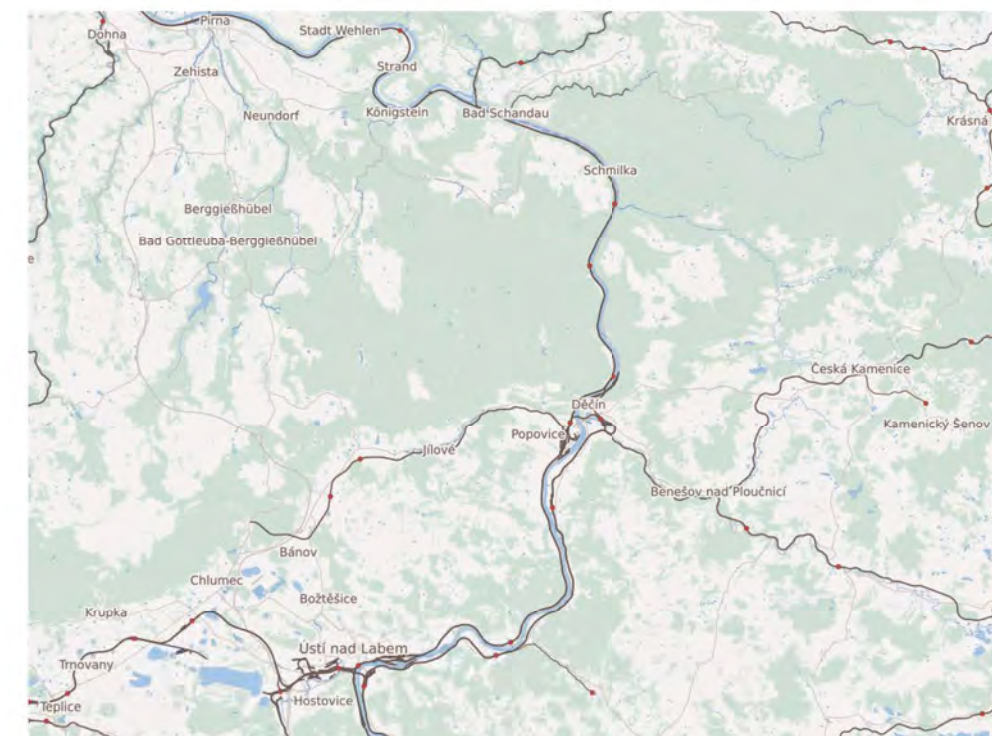 Pirna
Dohna
Stadt Wehlen
Strand
Zehista
Neundorf
Königstein
Bad Schandau
Krásná
Schmilka
Berggießhübel
Bad Gottleuba-Berggießhübel
e
Česká Kamenice
Děčín
Kamenický Šenov
Popovice
Jílové
Benešov nad Ploučnicí
Bánov
Chlumec
Božtěšice
Krupka
Ústí nad Labem
Trnovany
Hostovice
Teplice